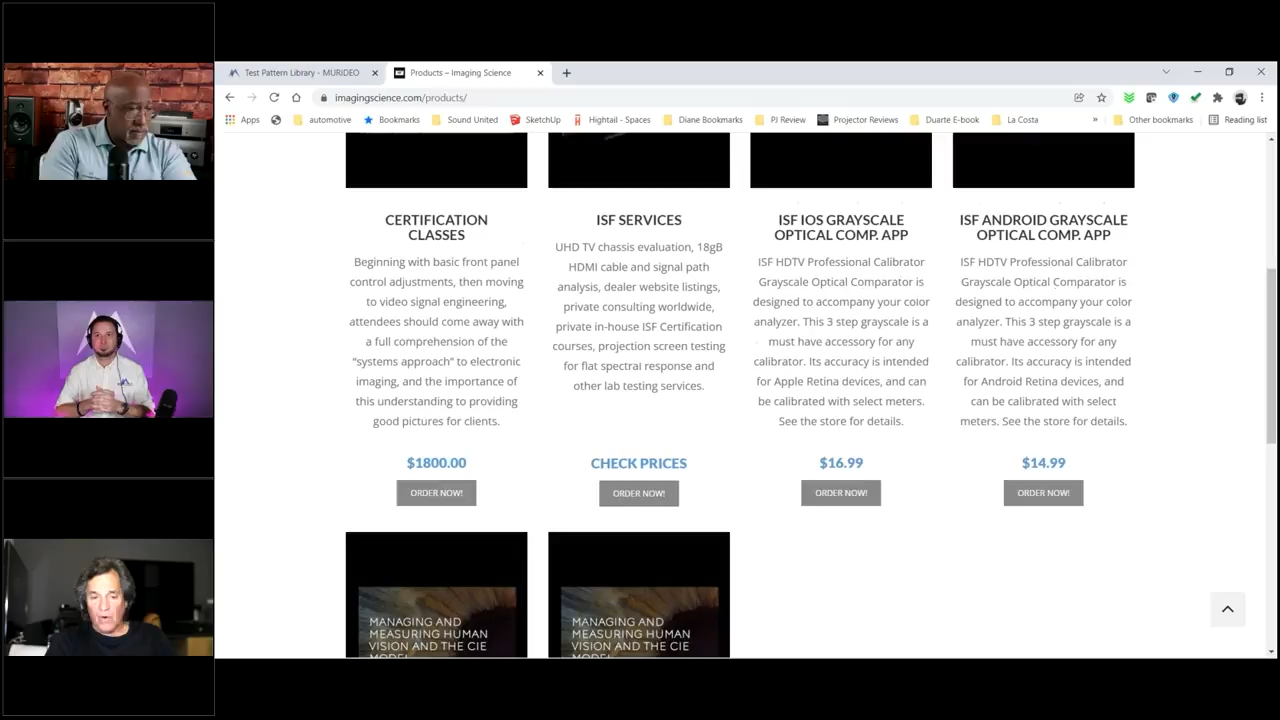 Test Pattern Library - MURIDEO
Products – Imaging Science
imagingscience.com/products/
Apps
automotive
Bookmarks
Sound United
SketchUp
Hightail - Spaces
Diane Bookmarks
PJ Review
Projector Reviews
Duarte E-book
La Costa
»
Other bookmarks
Reading list
CERTIFICATION
CLASSES
Beginning with basic front panel
control adjustments, then moving
to video signal engineering,
attendees should come away with
a full comprehension of the
“systems approach” to electronic
imaging, and the importance of
this understanding to providing
good pictures for clients.
$1800.00
ORDER NOW!
ISF SERVICES
UHD TV chassis evaluation, 18gB
HDMI cable and signal path
analysis, dealer website listings,
private consulting worldwide,
private in-house ISF Certification
courses, projection screen testing
for flat spectral response and
other lab testing services.
CHECK PRICES
ORDER NOW!
ISF IOS GRAYSCALE
OPTICAL COMP. APP
ISF HDTV Professional Calibrator
Grayscale Optical Comparator is
designed to accompany your color
analyzer. This 3 step grayscale is a
must have accessory for any
calibrator. Its accuracy is intended
for Apple Retina devices, and can
be calibrated with select meters.
See the store for details.
$16.99
ORDER NOW!
ISF ANDROID GRAYSCALE
OPTICAL COMP. APP
ISF HDTV Professional Calibrator
Grayscale Optical Comparator is
designed to accompany your color
analyzer. This 3 step grayscale is a
must have accessory for any
calibrator. Its accuracy is intended
for Android Retina devices, and
can be calibrated with select
meters. See the store for details.
$14.99
ORDER NOW!
MANAGING AND
MEASURING HUMAN
VISION AND THE CIE
MODEL
MANAGING AND
MEASURING HUMAN
VISION AND THE CIE
MODEL